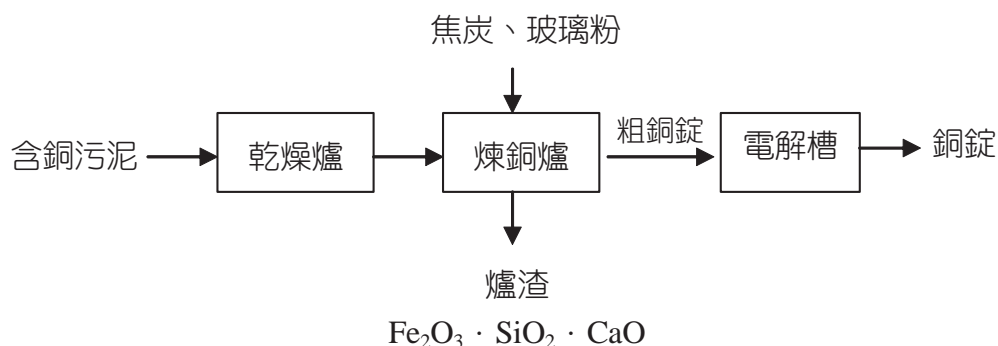 焦炭、玻璃粉
含銅污泥
乾燥爐
煉銅爐
粗銅錠
電解槽
銅錠
爐渣
Fe₂O₃ · SiO₂ · CaO